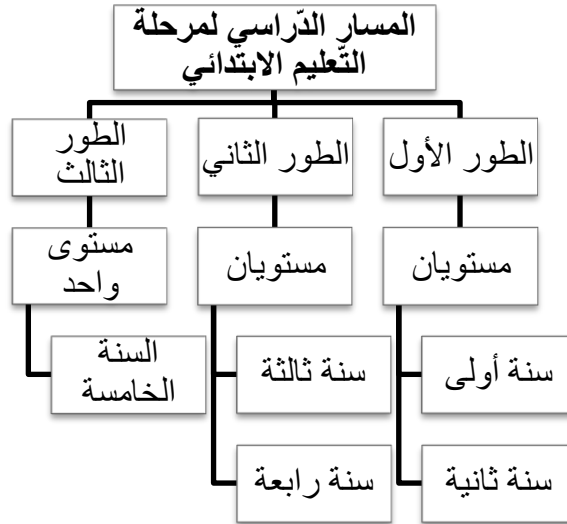 المسار الدّراسي لمرحلة
التّعليم الابتدائي
الطور الأول
الطور الثاني
الطور
الثالث
مستويان
مستويان
مستوى
واحد
سنة أولى
سنة ثالثة
السنة
الخامسة
سنة ثانية
سنة رابعة